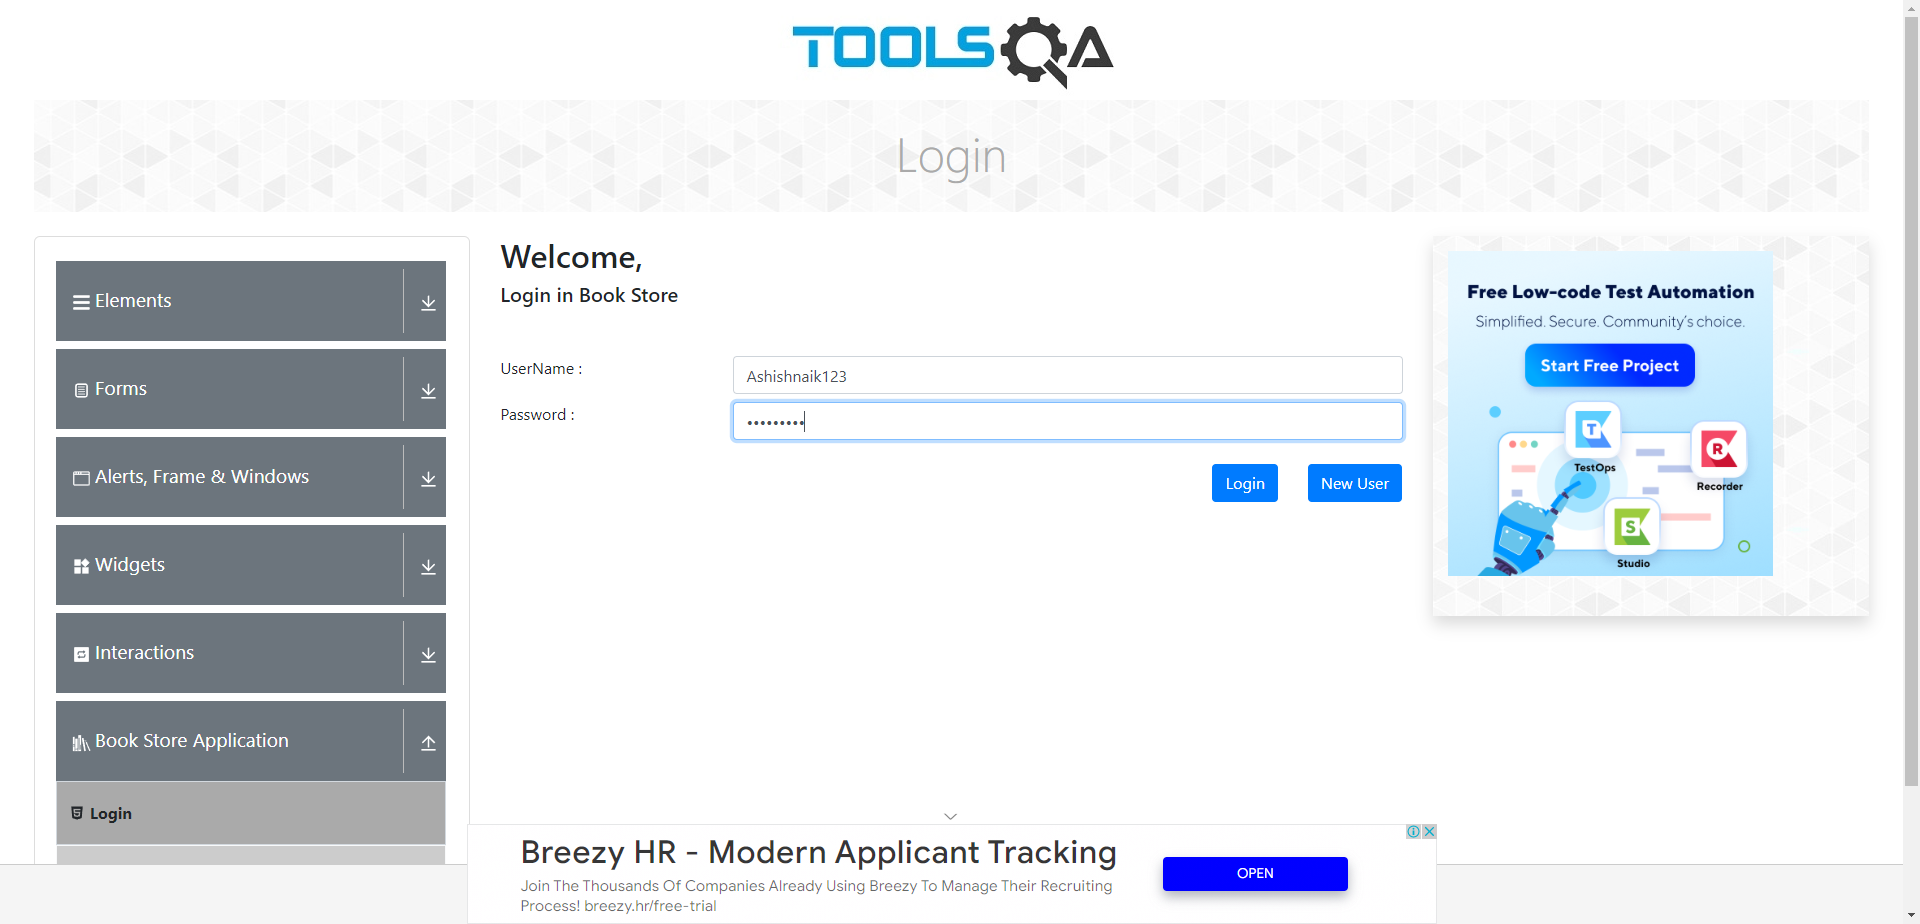 TOOLSQA
Login
Elements
Forms
Alerts, Frame & Windows
Widgets
Interactions
Book Store Application
Login
Welcome,
Login in Book Store
UserName :
Ashishnaik123
Password :
•••••••••
Login
New User
Free Low-code Test Automation
Simplified. Secure. Community's choice.
Start Free Project
T
TestOps
R
Recorder
S
Studio
Breezy HR - Modern Applicant Tracking
Join The Thousands Of Companies Already Using Breezy To Manage Their Recruiting
Process! breezy.hr/free-trial
OPEN